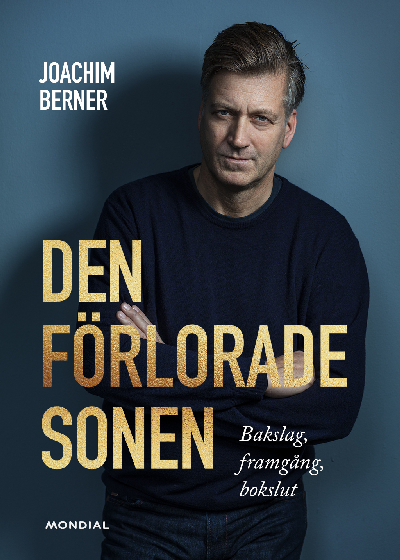 JOACHIM
BERNER
DEN
FÖRLORADE
SONEN
Bakslag,
framgång,
bokslut
MONDIAL